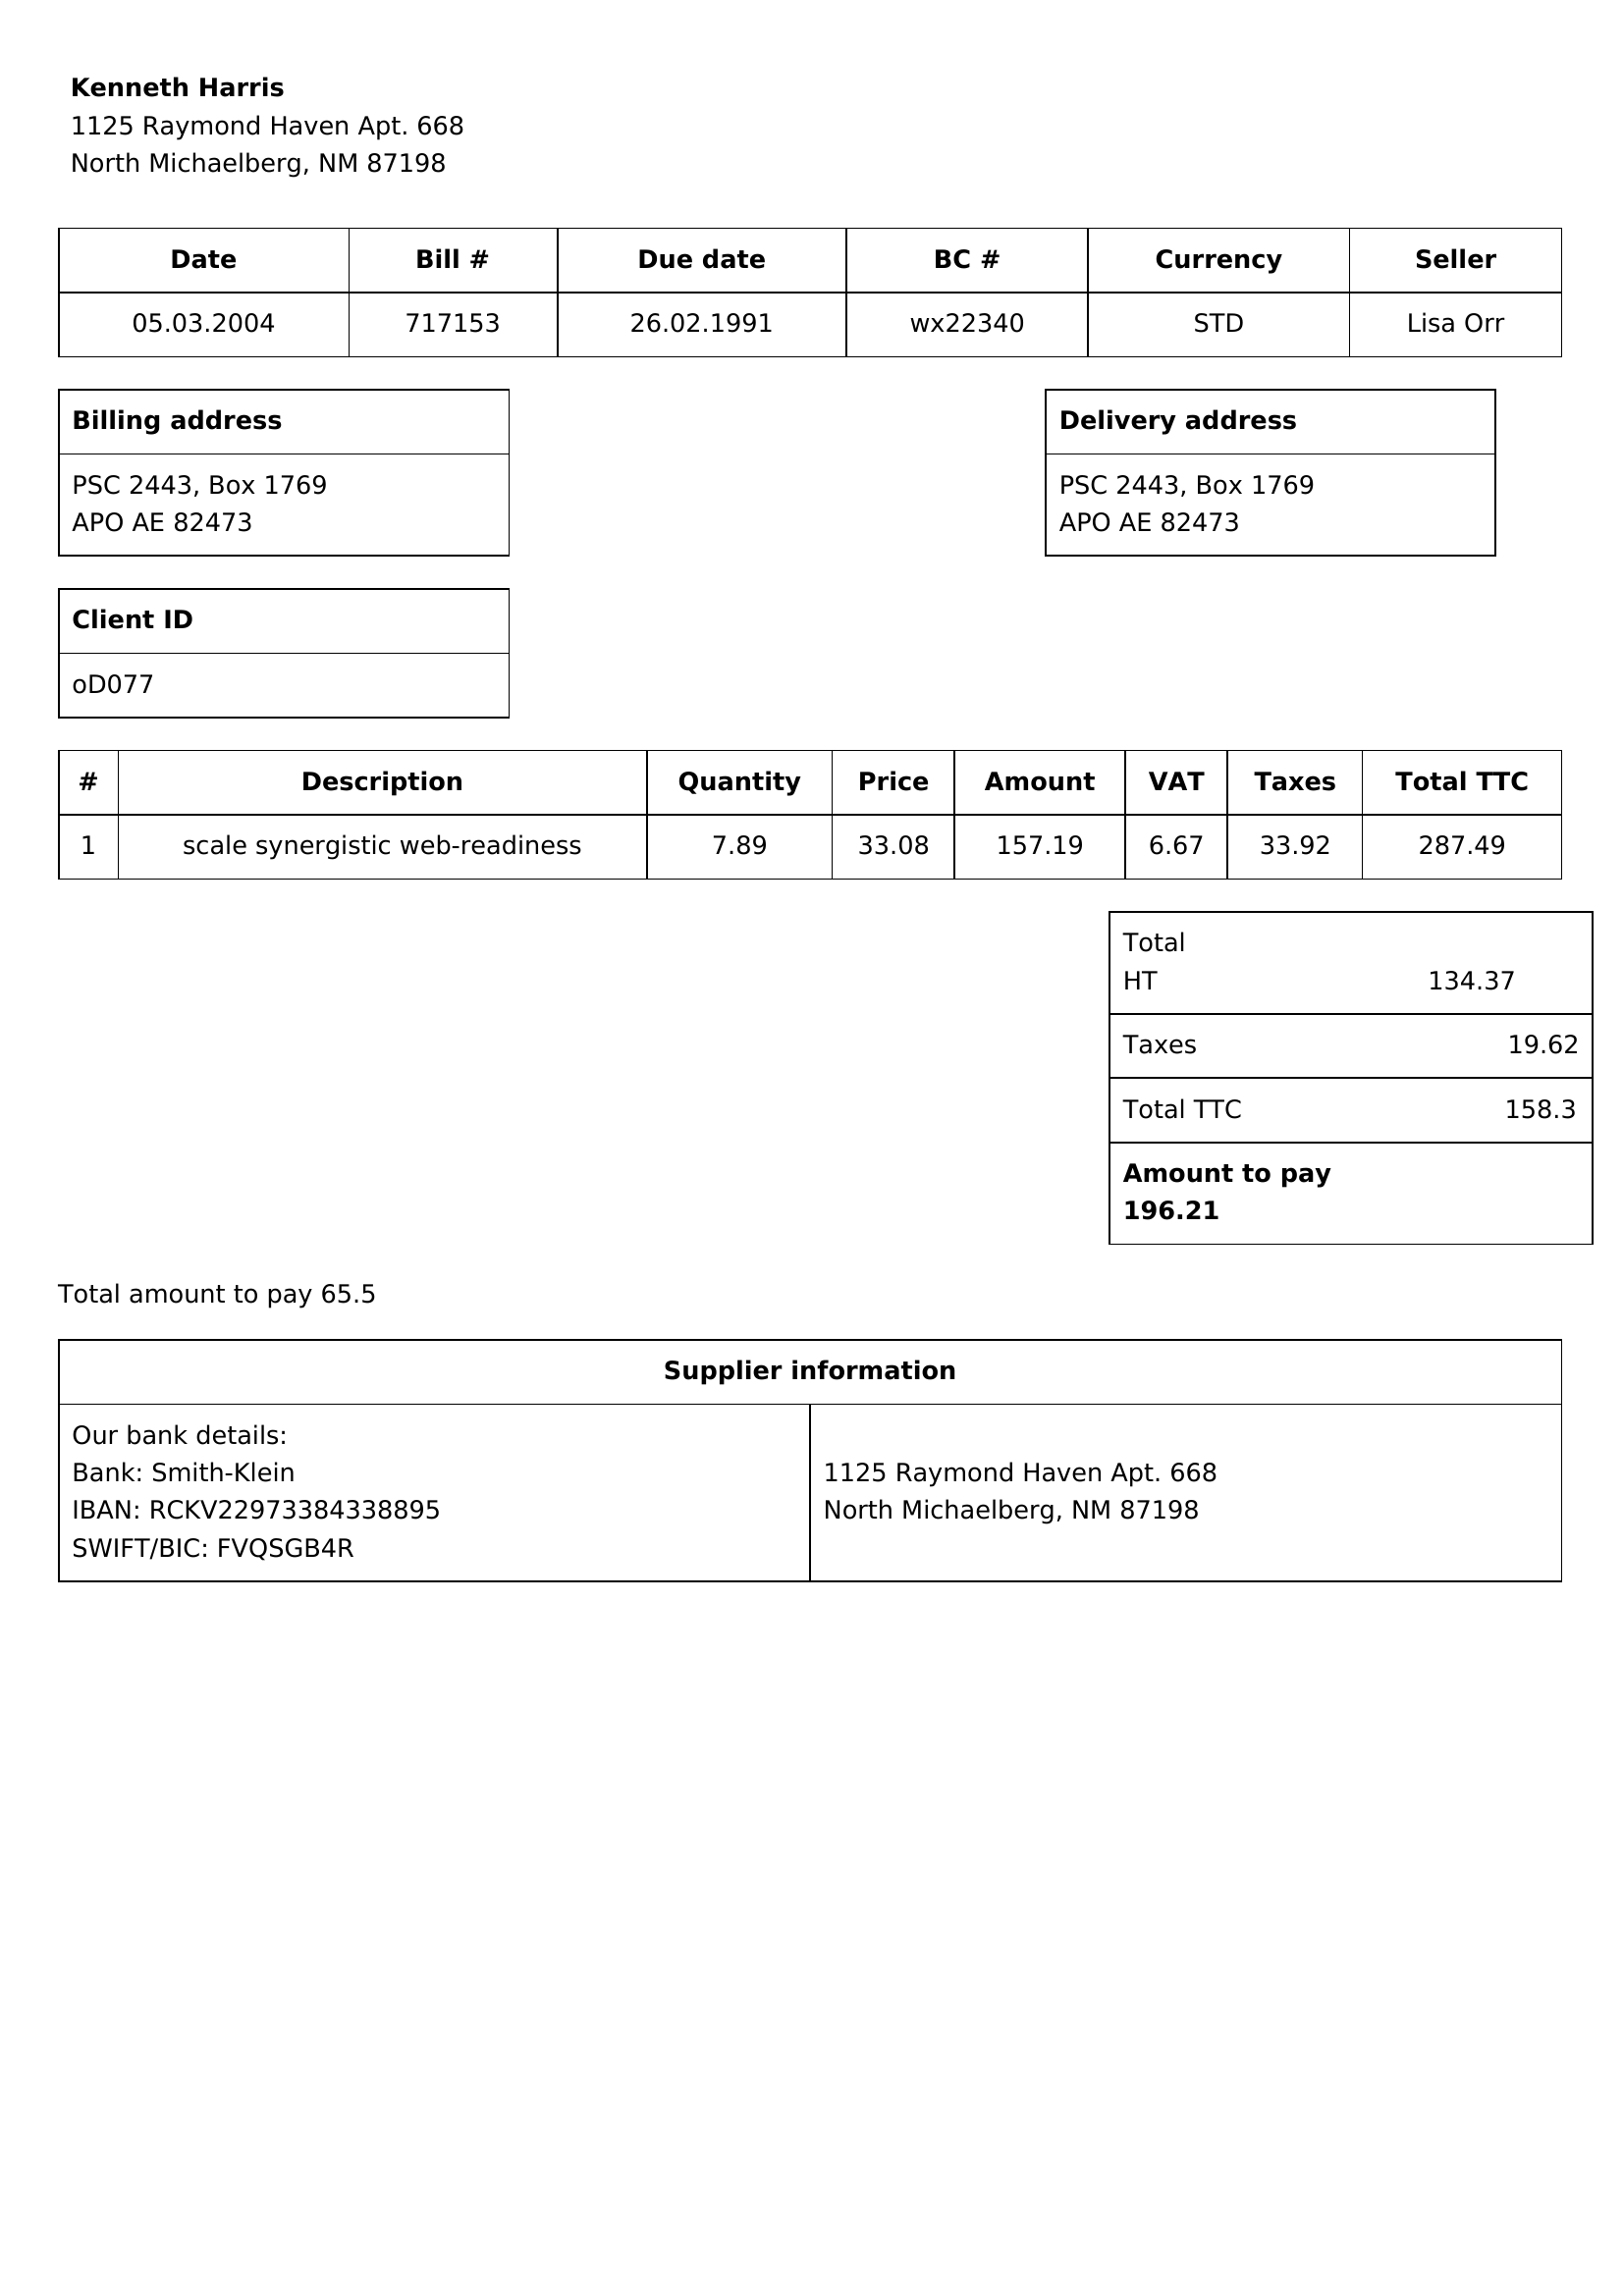 Kenneth Harris
1125 Raymond Haven Apt. 668
North Michaelberg, NM 87198
Date Bill # Due date BC # Currency Seller
05.03.2004 717153 26.02.1991 wx22340 STD Lisa Orr
Billing address
PSC 2443, Box 1769
APO AE 82473
Delivery address
PSC 2443, Box 1769
APO AE 82473
Client ID
oD077
# Description Quantity Price Amount VAT Taxes Total TTC
1 scale synergistic web-readiness 7.89 33.08 157.19 6.67 33.92 287.49
Total
HT 134.37
Taxes 19.62
Total TTC 158.3
Amount to pay
196.21
Total amount to pay 65.5
Supplier information
Our bank details:
Bank: Smith-Klein
IBAN: RCKV22973384338895
SWIFT/BIC: FVQSGB4R
1125 Raymond Haven Apt. 668
North Michaelberg, NM 87198